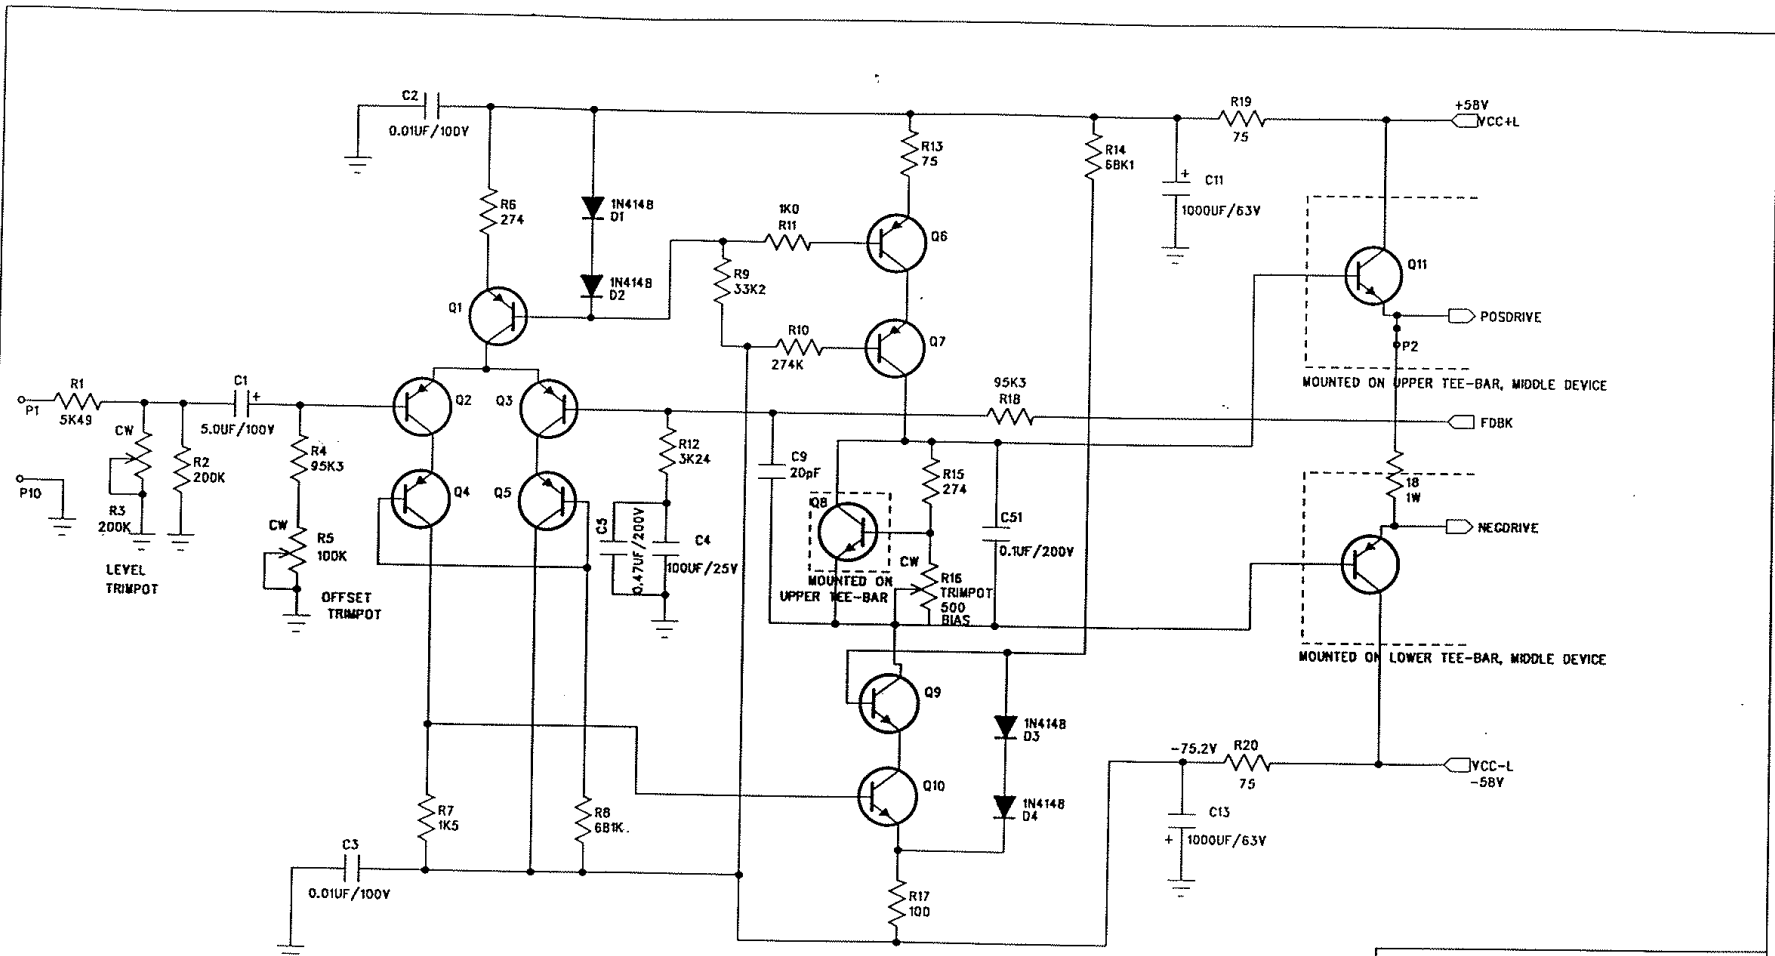 C2
0.01UF/100V
R19
75
+58V
VCC+L
R13
75
R14
68K1
C11
+
1000UF/63V
R6
274
1N4148
D1
1K0
R11
Q6
1N4148
D2
R9
33K2
Q1
Q11
R10
274K
Q7
POSDRIVE
P2
MOUNTED ON UPPER TEE-BAR, MIDDLE DEVICE
R1
5K49
P1
C1
+
5.0UF/100V
Q2
Q3
95K3
R18
FDBK
CW
R4
95K3
R2
200K
R12
3K24
C9
20pF
R15
274
P10
R3
200K
Q4
Q5
CW
R5
100K
C5
0.47UF/200V
C4
100UF/25V
Q8
C51
0.1UF/200V
18
1W
NEGDRIVE
LEVEL
TRIMPOT
OFFSET
TRIMPOT
MOUNTED ON
UPPER TEE-BAR
CW
R16
TRIMPOT
500
BIAS
MOUNTED ON LOWER TEE-BAR, MIDDLE DEVICE
Q9
1N4148
D3
-75.2V
R20
75
VCC-L
-58V
Q10
1N4148
D4
R7
1K5
R8
681K
C13
+
1000UF/63V
C3
0.01UF/100V
R17
100